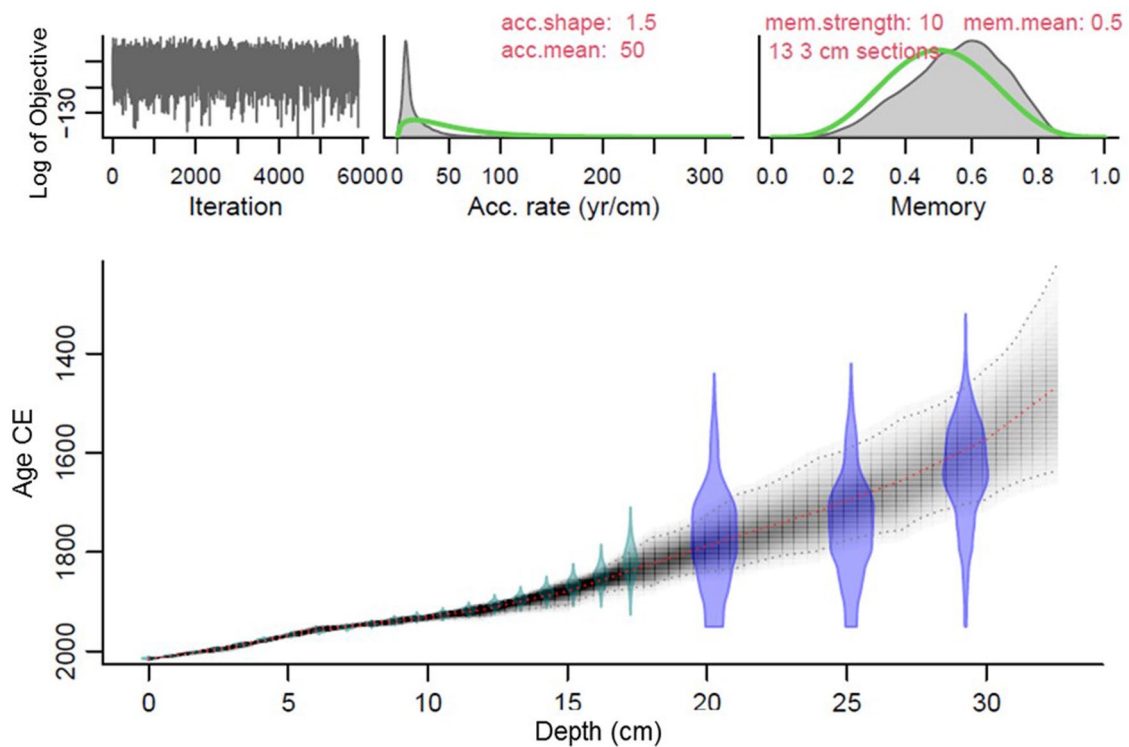 acc.shape: 1.5
acc.mean: 50
mem.strength: 10 mem.mean: 0.5
13 3 cm sections
Log of Objective
−130
0 2000 4000 6000
Iteration
0 50 100 200 300
Acc. rate (yr/cm)
0.0 0.2 0.4 0.6 0.8 1.0
Memory
Age CE
1400
1600
1800
2000
0 5 10 15 20 25 30
Depth (cm)